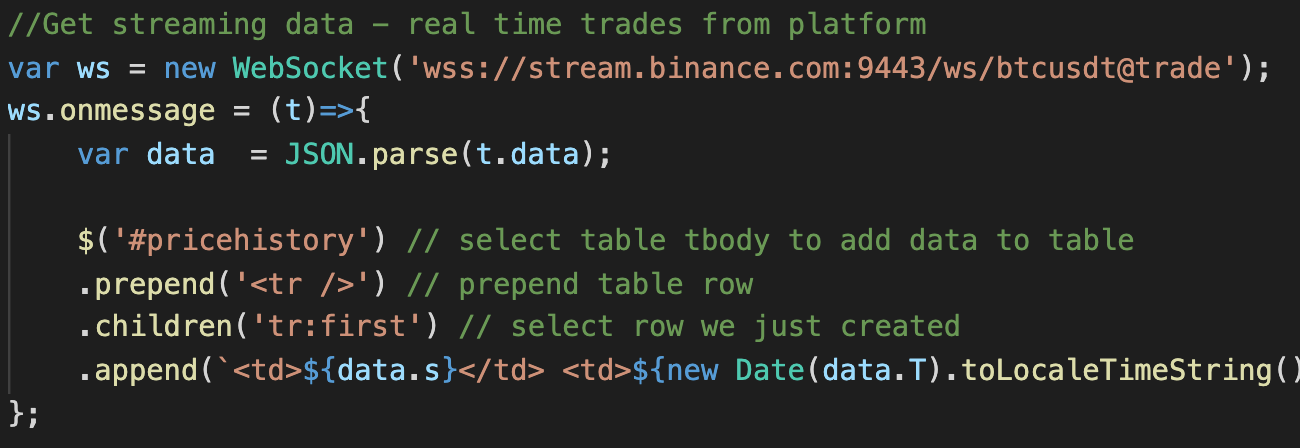 //Get streaming data – real time trades from platform
var ws = new WebSocket('wss://stream.binance.com:9443/ws/btcusdt@trade');
ws.onmessage = (t)=>{
    var data  = JSON.parse(t.data);

    $('#pricehistory') // select table tbody to add data to table
    .prepend('<tr />') // prepend table row
    .children('tr:first') // select row we just created
    .append(`<td>${data.s}</td> <td>${new Date(data.T).toLocaleTimeString()
};